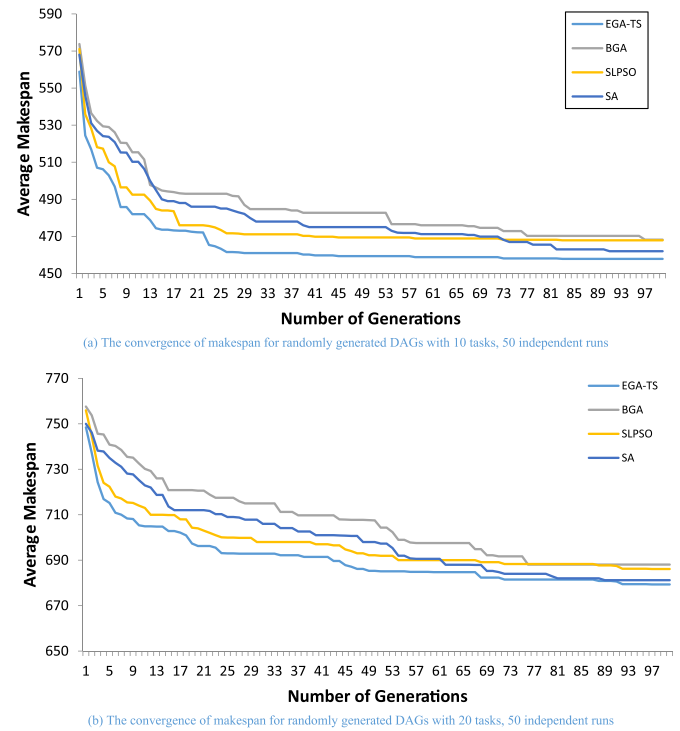 590
570
550
530
510
490
470
450
Average Makespan
EGA-TS
BGA
SLPSO
SA
1 5 9 13 17 21 25 29 33 37 41 45 49 53 57 61 65 69 73 77 81 85 89 93 97
Number of Generations
(a) The convergence of makespan for randomly generated DAGs with 10 tasks, 50 independent runs
770
750
730
710
690
670
650
Average Makespan
EGA-TS
BGA
SLPSO
SA
1 5 9 13 17 21 25 29 33 37 41 45 49 53 57 61 65 69 73 77 81 85 89 93 97
Number of Generations
(b) The convergence of makespan for randomly generated DAGs with 20 tasks, 50 independent runs